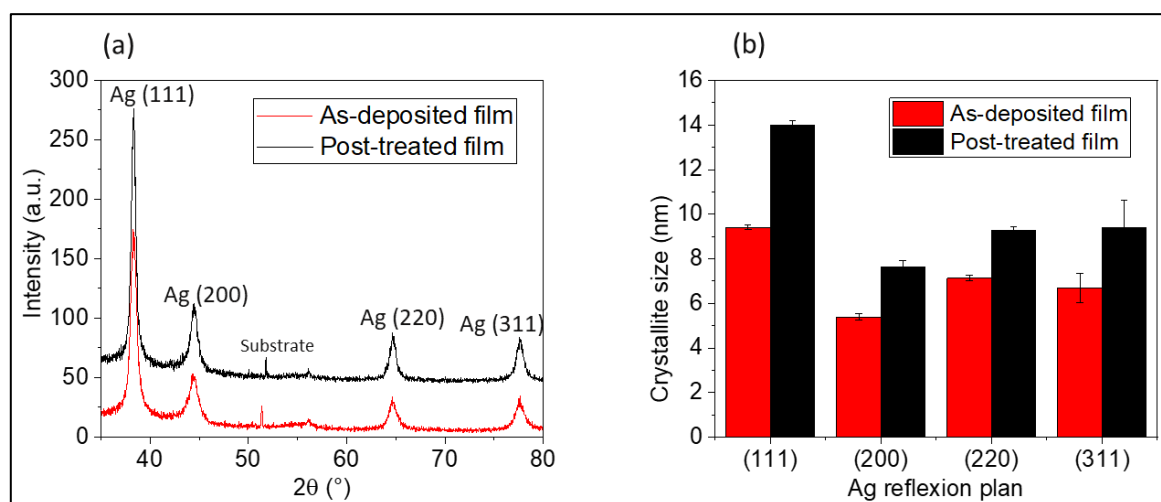 (a)
300
250
200
150
100
50
0
Intensity (a.u.)
Ag (111)
Ag (200)
Substrate
Ag (220)
Ag (311)
As-deposited film
Post-treated film
40
50
60
70
80
2θ (°)
(b)
16
14
12
10
8
6
4
2
0
Crystallite size (nm)
As-deposited film
Post-treated film
(111)
(200)
(220)
(311)
Ag reflexion plan